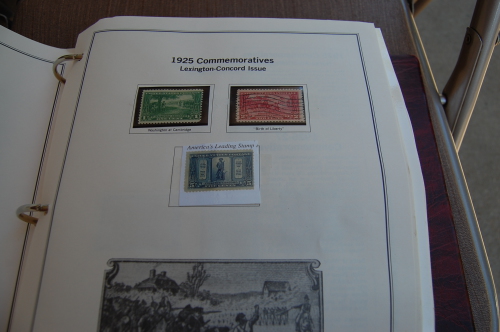 1925 Commemoratives
Lexington-Concord Issue
Washington at Cambridge
"Birth of Liberty"
America's Leading Stamp